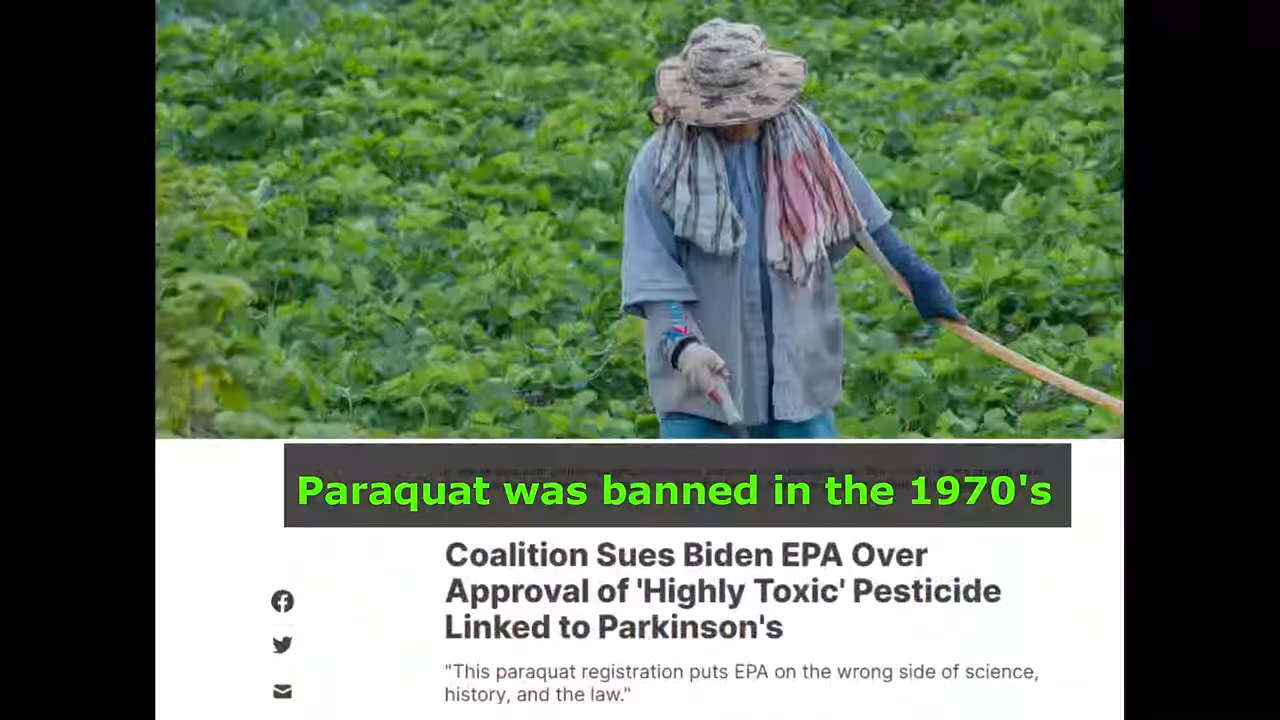 Paraquat was banned in the 1970's
Coalition Sues Biden EPA Over
Approval of 'Highly Toxic' Pesticide
Linked to Parkinson's
"This paraquat registration puts EPA on the wrong side of science,
history, and the law."